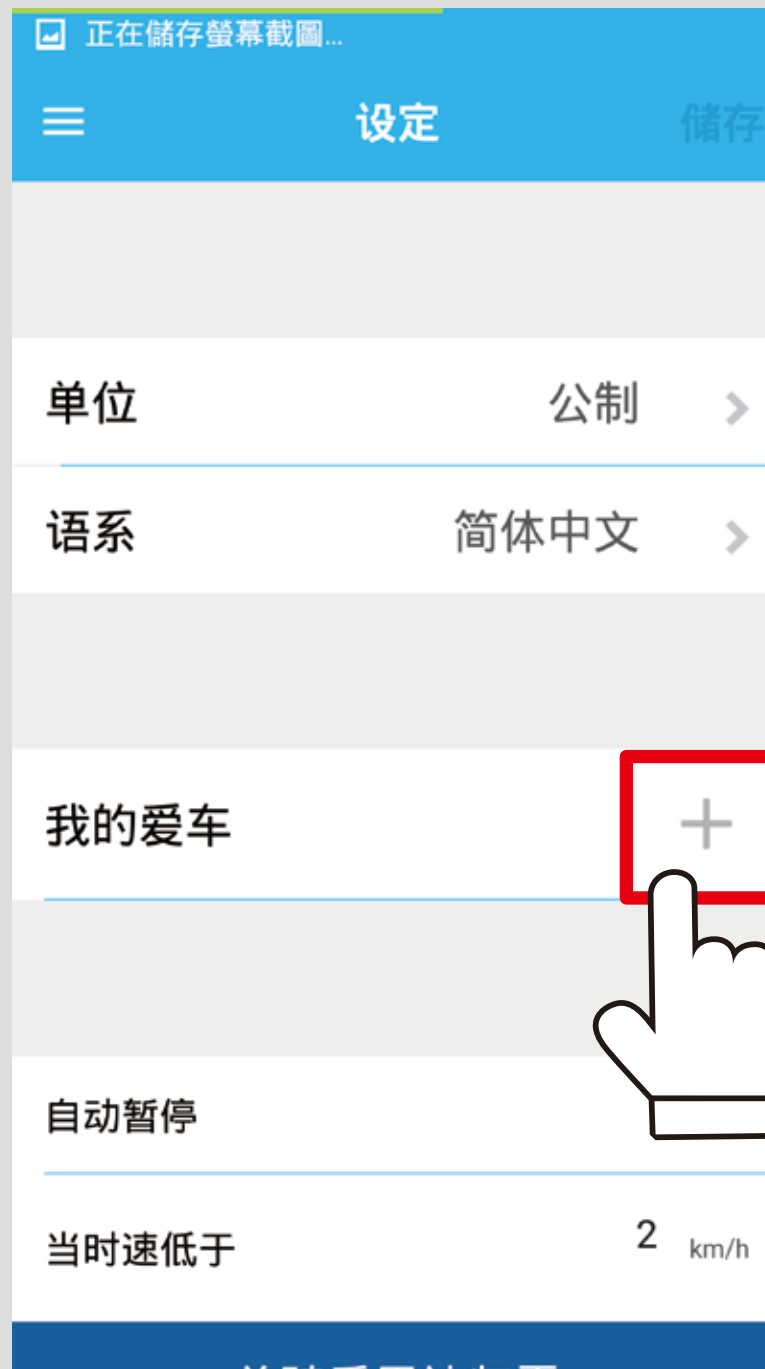 正在儲存螢幕截圖...
设定 储存
单位 公制
语系 简体中文
我的爱车
自动暂停
当时速低于 2 km/h